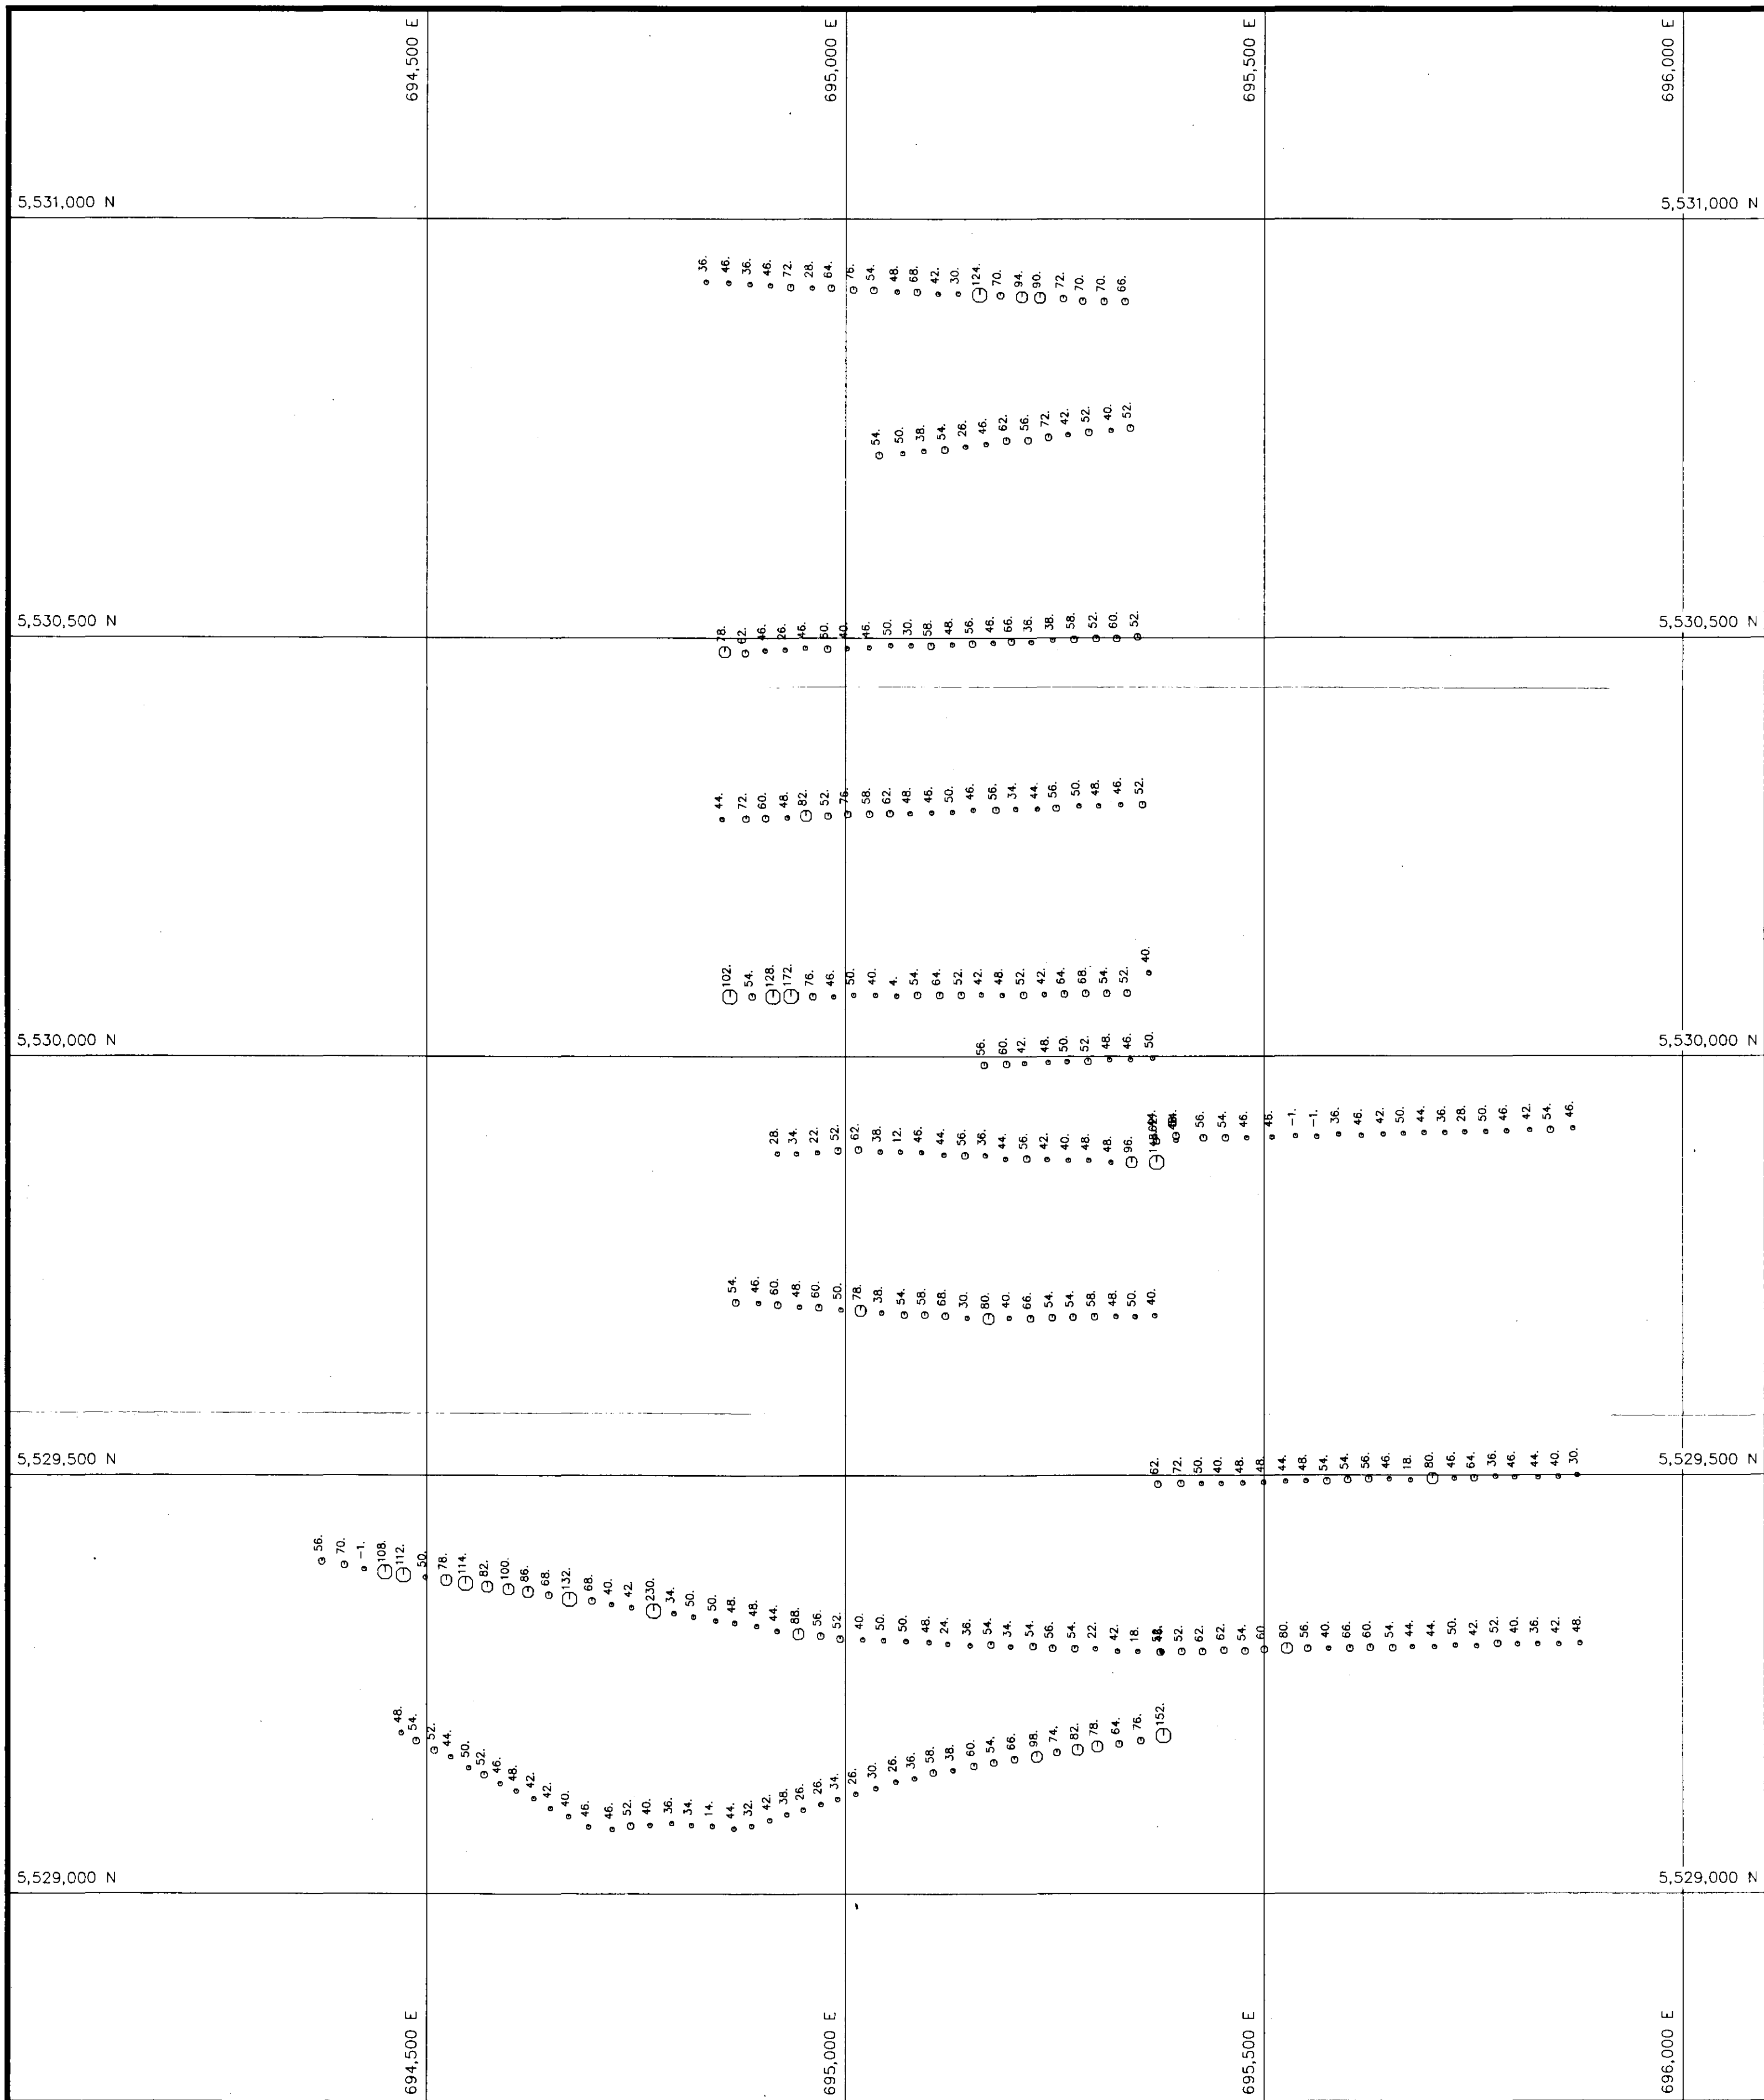 694,500 E 695,000 E 695,500 E 696,000 E
5,531,000 N 5,531,000 N
36. 46. 36. 46. 72. 28. 64. 76. 54. 48. 68. 42. 30. 124. 70. 94. 90. 72. 70. 70. 66.
54. 50. 38. 54. 26. 46. 62. 56. 72. 42. 52. 40. 52.
5,530,500 N 5,530,500 N
78. 62. 46. 26. 46. 60. 40. 46. 50. 30. 58. 48. 56. 46. 66. 36. 38. 58. 52. 60. 52.
44. 72. 60. 48. 82. 52. 76. 58. 62. 48. 46. 50. 46. 56. 34. 44. 56. 50. 48. 46. 52.
102. 54. 128. 172. 76. 46. 50. 40. 4. 54. 64. 52. 42. 48. 52. 42. 64. 68. 54. 52. 40.
5,530,000 N 5,530,000 N
56. 60. 42. 48. 50. 52. 48. 46. 50.
28. 34. 22. 52. 62. 38. 12. 46. 44. 56. 36. 44. 56. 42. 40. 48. 48. 96.
56. 54. 46. 46. -1. -1. 36. 46. 42. 50. 44. 36. 28. 50. 46. 42. 54. 46.
54. 46. 60. 48. 60. 50. 78. 38. 54. 58. 68. 30. 80. 40. 66. 54. 54. 58. 48. 50. 40.
5,529,500 N 5,529,500 N
62. 72. 50. 40. 48. 48. 44. 48. 54. 54. 56. 46. 18. 80. 46. 64. 36. 46. 44. 40. 30.
56. 70. -1. 108. 112. 50. 78. 114. 82. 100. 86. 68. 132. 68. 40. 42. 230. 34. 50. 50. 48. 48. 44. 88. 56. 52. 40. 50. 50. 48. 24. 36. 54. 34. 54. 56. 54. 22. 42. 18.
52. 62. 62. 54. 60. 80. 56. 40. 66. 60. 54. 44. 44. 50. 42. 52. 40. 36. 42. 48.
48. 54. 52. 44. 50. 52. 46. 48. 42. 42. 40. 46. 46. 52. 40. 36. 34. 14. 44. 32. 42. 38. 26. 26. 34. 26. 30. 26. 36. 58. 38. 60. 54. 66. 98. 74. 82. 78. 64. 76. 152.
5,529,000 N 5,529,000 N
694,500 E 695,000 E 695,500 E 696,000 E